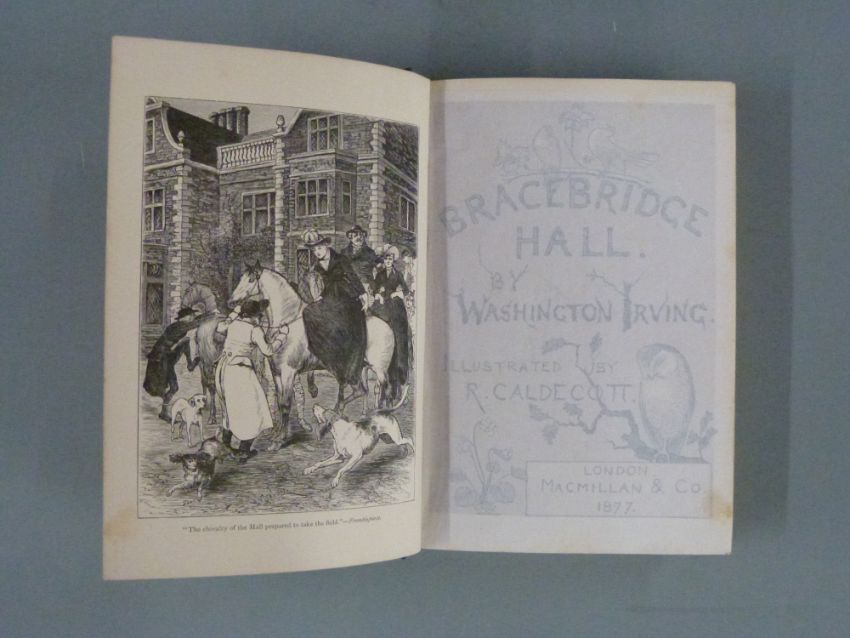 "The chivalry of the Hall prepared to take the field."—Frontispiece.
BRACEBRIDGE
HALL.
BY
WASHINGTON IRVING.
ILLUSTRATED BY
R. CALDECOTT.
LONDON
MACMILLAN & CO
1877.